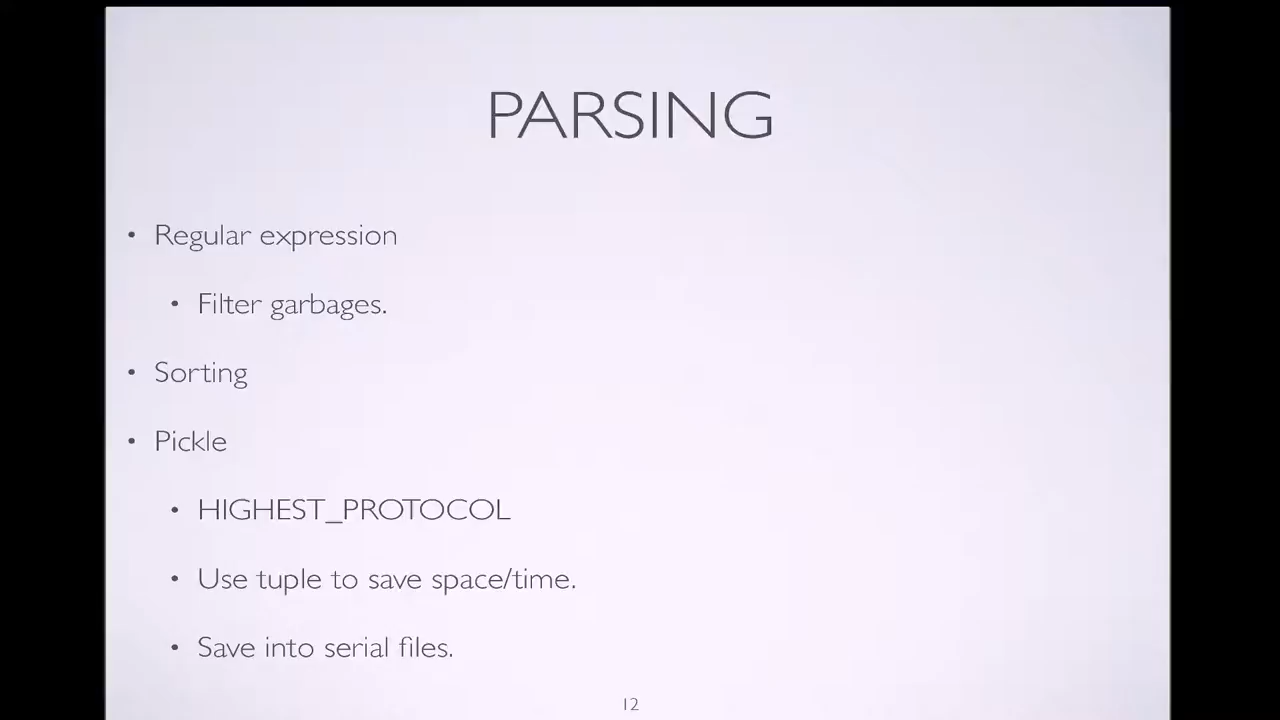 PARSING
• Regular expression
• Filter garbages.
• Sorting
• Pickle
• HIGHEST_PROTOCOL
• Use tuple to save space/time.
• Save into serial files.
12